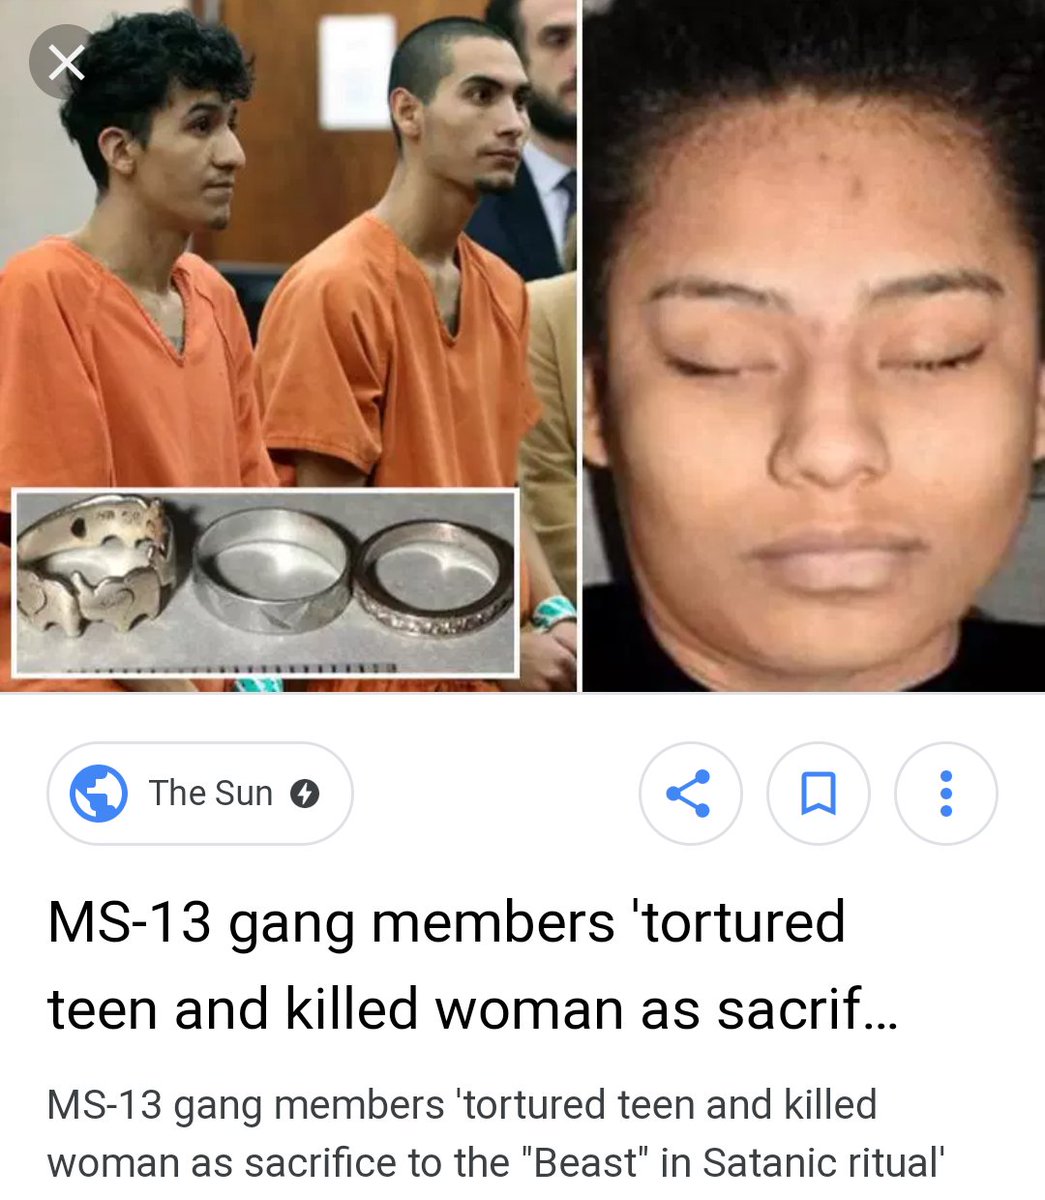 The Sun
MS-13 gang members 'tortured
teen and killed woman as sacrif...
MS-13 gang members 'tortured teen and killed
woman as sacrifice to the "Beast" in Satanic ritual'